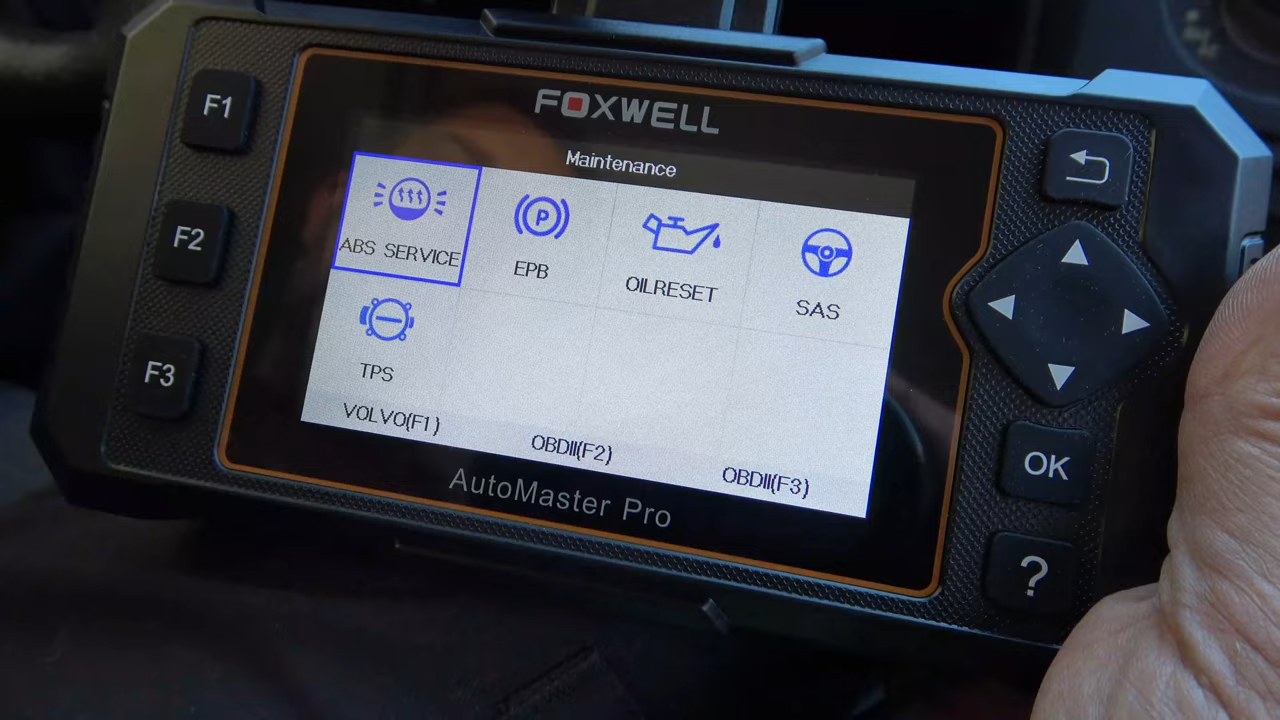 FOXWELL
Maintenance
F1
F2
F3
ABS SERVICE
P
EPB
OILRESET
SAS
TPS
VOLVO(F1)
OBDII(F2)
OBDII(F3)
AutoMaster Pro
OK
?